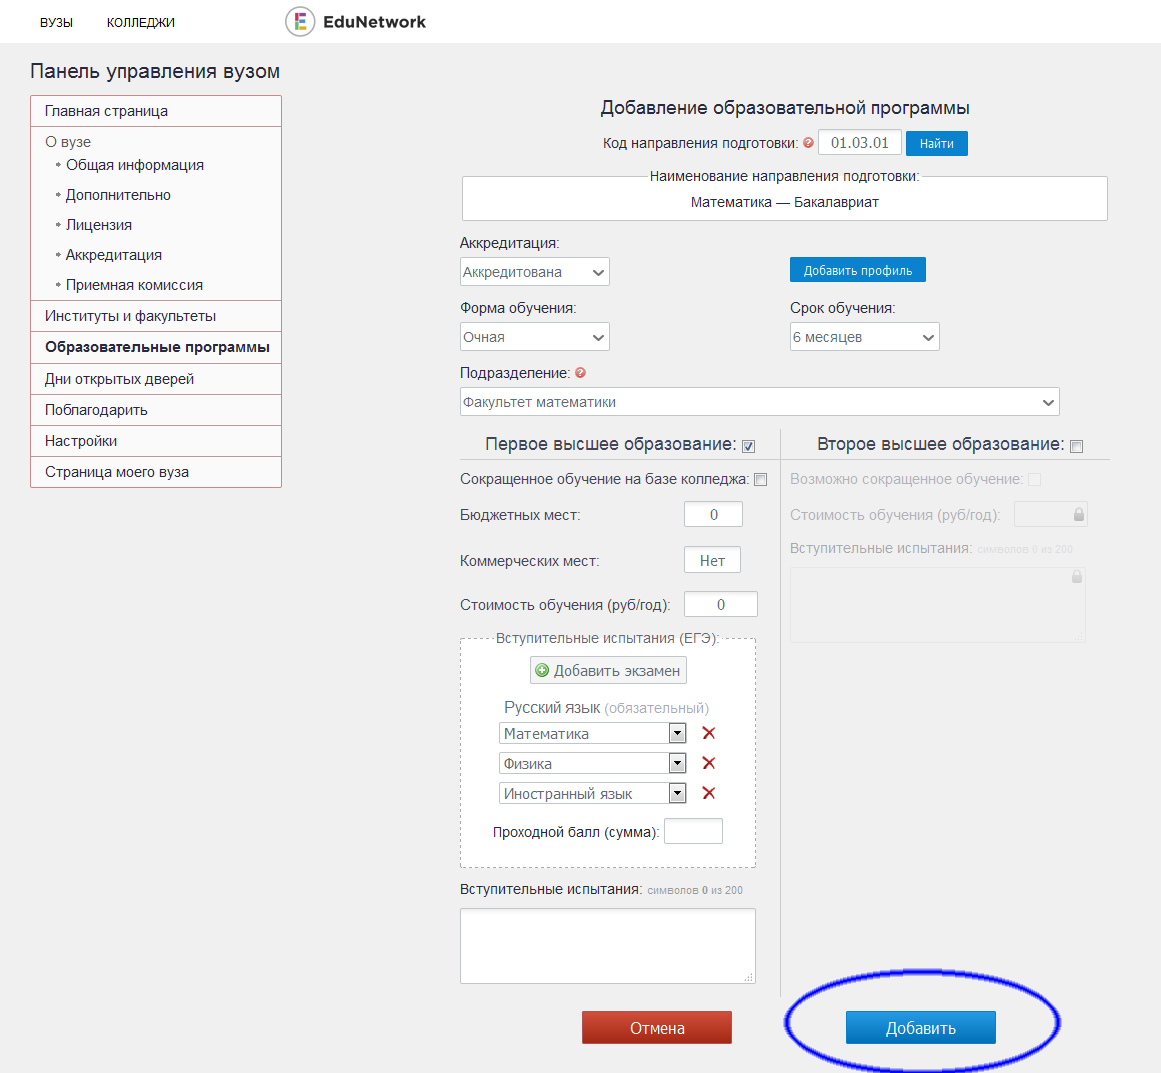 ВУЗЫ КОЛЛЕДЖИ EduNetwork
Панель управления вузом
Главная страница
О вузе
Общая информация
Дополнительно
Лицензия
Аккредитация
Приемная комиссия
Институты и факультеты
Образовательные программы
Дни открытых дверей
Поблагодарить
Настройки
Страница моего вуза
Добавление образовательной программы
Код направления подготовки: ? 01.03.01 Найти
Наименование направления подготовки:
Математика — Бакалавриат
Аккредитация:
Аккредитована Добавить профиль
Форма обучения: Срок обучения:
Очная 6 месяцев
Подразделение: ?
Факультет математики
Первое высшее образование: Второе высшее образование:
Сокращенное обучение на базе колледжа: Возможно сокращенное обучение:
Бюджетных мест: 0 Стоимость обучения (руб/год):
Вступительные испытания: символов 0 из 200
Коммерческих мест: Нет
Стоимость обучения (руб/год): 0
Вступительные испытания (ЕГЭ):
Добавить экзамен
Русский язык (обязательный)
Математика
Физика
Иностранный язык
Проходной балл (сумма):
Вступительные испытания: символов 0 из 200
Отмена Добавить